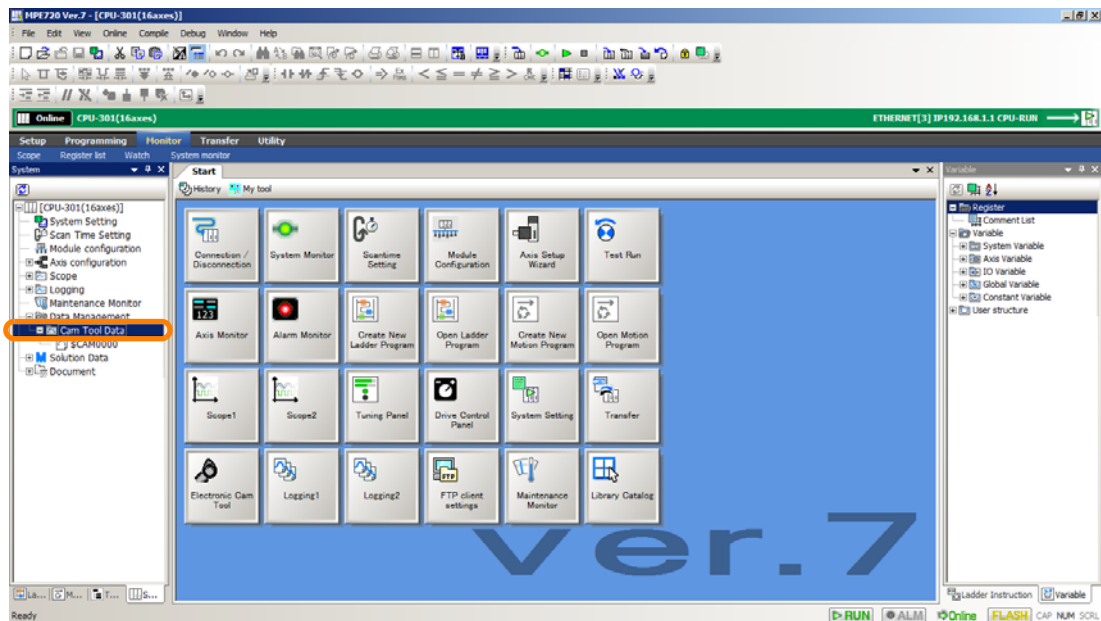 MPE720 Ver.7 - [CPU-301(16axes)]
File Edit View Online Compile Debug Window Help
Online CPU-301(16axes) ETHERNET[3] IP192.168.1.1 CPU-RUN
Setup Programming Monitor Transfer Utility
Scope Register list Watch System monitor
System
Start
Variable
History My tool
[CPU-301(16axes)]
System Setting
Scan Time Setting
Module configuration
Axis configuration
Scope
Logging
Maintenance Monitor
Data Management
Cam Tool Data
$CAM0000
Solution Data
Document
Connection / Disconnection
System Monitor
Scantime Setting
Module Configuration
Axis Setup Wizard
Test Run
123
Axis Monitor
Alarm Monitor
Create New Ladder Program
Open Ladder Program
Create New Motion Program
Open Motion Program
Scope1
Scope2
Tuning Panel
Drive Control Panel
System Setting
Transfer
Electronic Cam Tool
Logging1
Logging2
FTP
FTP client settings
Maintenance Monitor
Library Catalog
ver.7
Register
Comment List
Variable
System Variable
Axis Variable
IO Variable
Global Variable
Constant Variable
User structure
La... M... T... S...
Ladder Instruction Variable
Ready RUN ALM Online FLASH CAP NUM SCRL